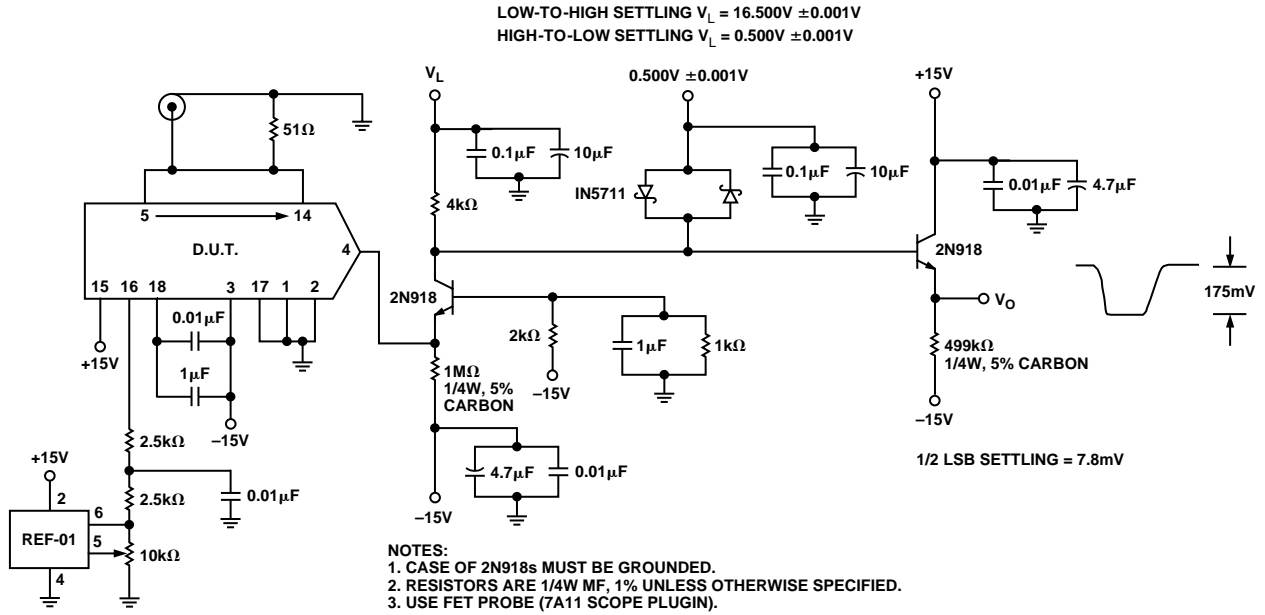 LOW-TO-HIGH SETTLING VL = 16.500V ±0.001V
HIGH-TO-LOW SETTLING VL = 0.500V ±0.001V
VL
0.500V ±0.001V
+15V
51Ω
0.1μF
10μF
0.1μF
10μF
0.01μF
4.7μF
4kΩ
IN5711
5
14
D.U.T.
4
2N918
2N918
15
16
18
3
17
1
2
VO
175mV
0.01μF
1μF
+15V
–15V
2kΩ
–15V
1μF
1kΩ
1MΩ
1/4W, 5%
CARBON
499kΩ
1/4W, 5% CARBON
–15V
2.5kΩ
+15V
2.5kΩ
0.01μF
4.7μF
0.01μF
–15V
1/2 LSB SETTLING = 7.8mV
2
6
REF-01
5
10kΩ
4
NOTES:
1. CASE OF 2N918s MUST BE GROUNDED.
2. RESISTORS ARE 1/4W MF, 1% UNLESS OTHERWISE SPECIFIED.
3. USE FET PROBE (7A11 SCOPE PLUGIN).